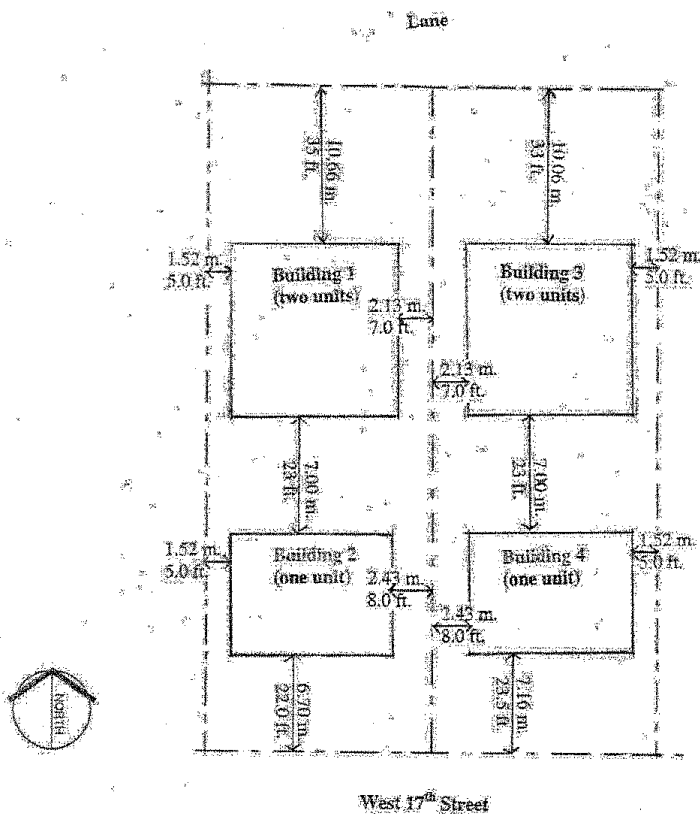 Lane
10.66 m.
35 ft.
10.06 m.
33 ft.
1.52 m.
5.0 ft.
Building 1
(two units)
2.13 m.
7.0 ft.
Building 3
(two units)
1.52 m.
5.0 ft.
2.13 m.
7.0 ft.
7.00 m.
23 ft.
7.00 m.
23 ft.
1.52 m.
5.0 ft.
Building 2
(one unit)
2.43 m.
8.0 ft.
Building 4
(one unit)
1.52 m.
5.0 ft.
2.43 m.
8.0 ft.
6.70 m.
22.0 ft.
7.16 m.
23.5 ft.
NORTH
West 17th Street